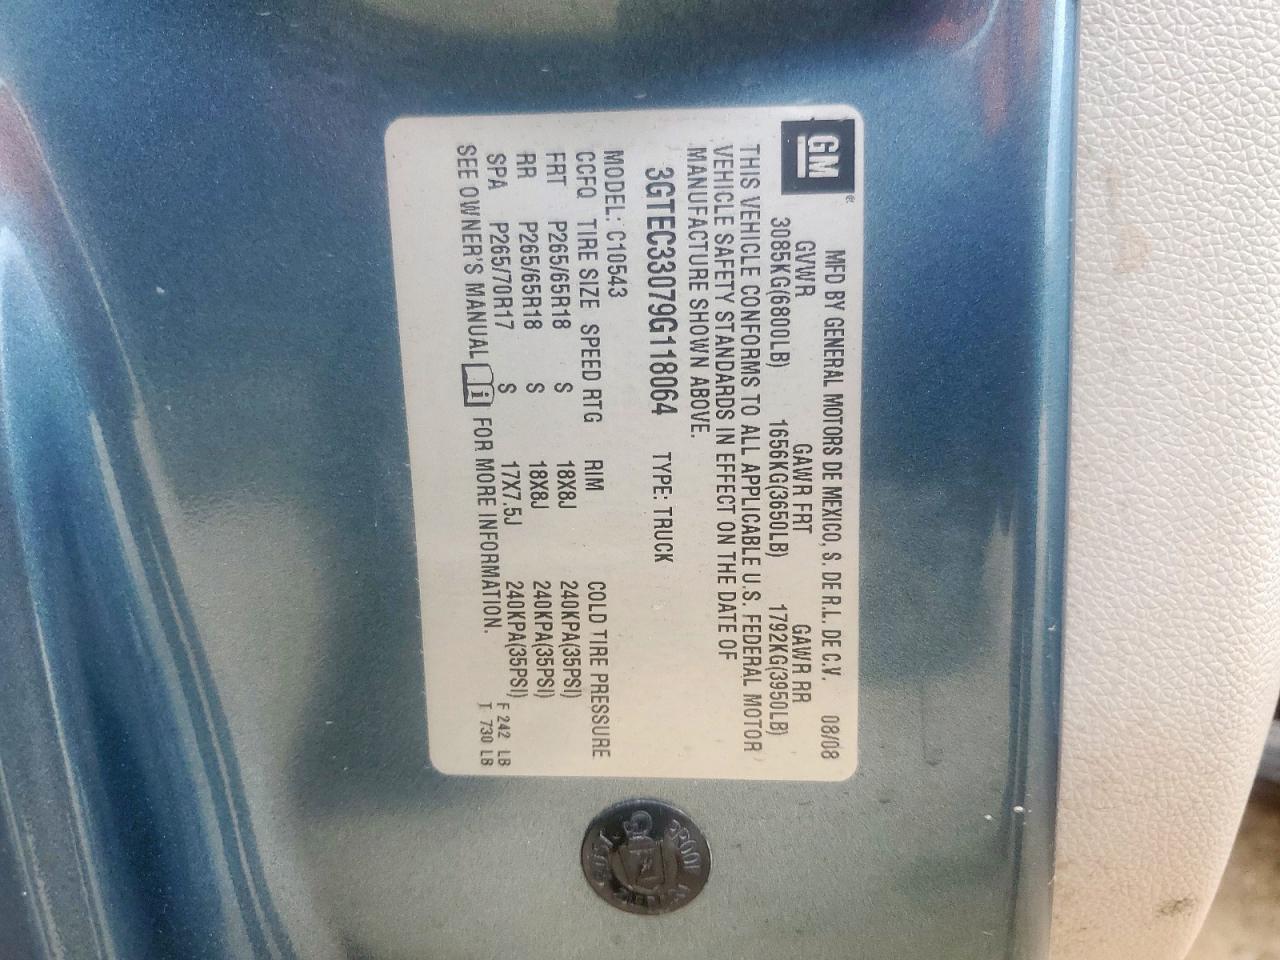 GM
MFD BY GENERAL MOTORS DE MEXICO, S. DE R.L. DE C.V. 08/08
GVWR GAWR FRT GAWR RR
3085KG(6800LB) 1656KG(3650LB) 1792KG(3950LB)
THIS VEHICLE CONFORMS TO ALL APPLICABLE U.S. FEDERAL MOTOR
VEHICLE SAFETY STANDARDS IN EFFECT ON THE DATE OF
MANUFACTURE SHOWN ABOVE.
3GTEC33079G118064 TYPE: TRUCK
MODEL: C10543
CCFQ TIRE SIZE SPEED RTG RIM COLD TIRE PRESSURE
FRT P265/65R18 S 18X8J 240KPA(35PSI)
RR P265/65R18 S 18X8J 240KPA(35PSI)
SPA P265/70R17 S 17X7.5J 240KPA(35PSI)
SEE OWNER'S MANUAL i FOR MORE INFORMATION.
F 242 LB
T 730 LB